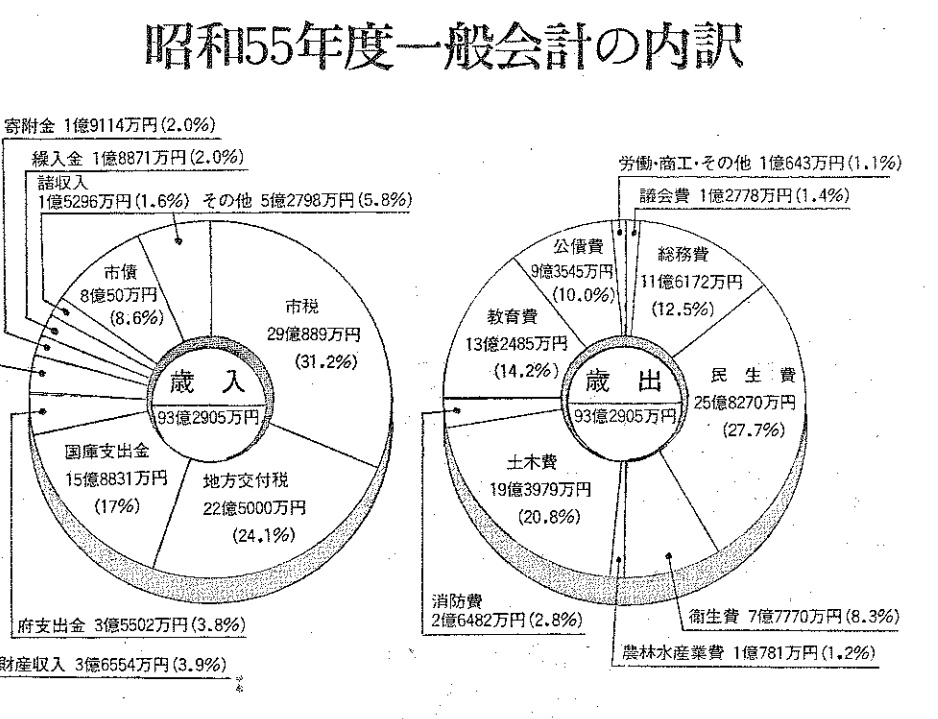 昭和55年度一般会計の内訳
寄附金 1億9114万円(2.0%)
繰入金 1億8871万円(2.0%)
諸収入
1億5296万円(1.6%)
その他 5億2798万円(5.8%)
市債
8億50万円
(8.6%)
市税
29億889万円
(31.2%)
歳 入
93億2905万円
国庫支出金
15億8831万円
(17%)
地方交付税
22億5000万円
(24.1%)
府支出金 3億5502万円(3.8%)
財産収入 3億6554万円(3.9%)
労働・商工・その他 1億643万円(1.1%)
議会費 1億2778万円(1.4%)
公債費
9億3545万円
(10.0%)
総務費
11億6172万円
(12.5%)
教育費
13億2485万円
(14.2%)
歳 出
93億2905万円
民 生 費
25億8270万円
(27.7%)
土木費
19億3979万円
(20.8%)
消防費
2億6482万円(2.8%)
衛生費 7億7770万円(8.3%)
農林水産業費 1億781万円(1.2%)